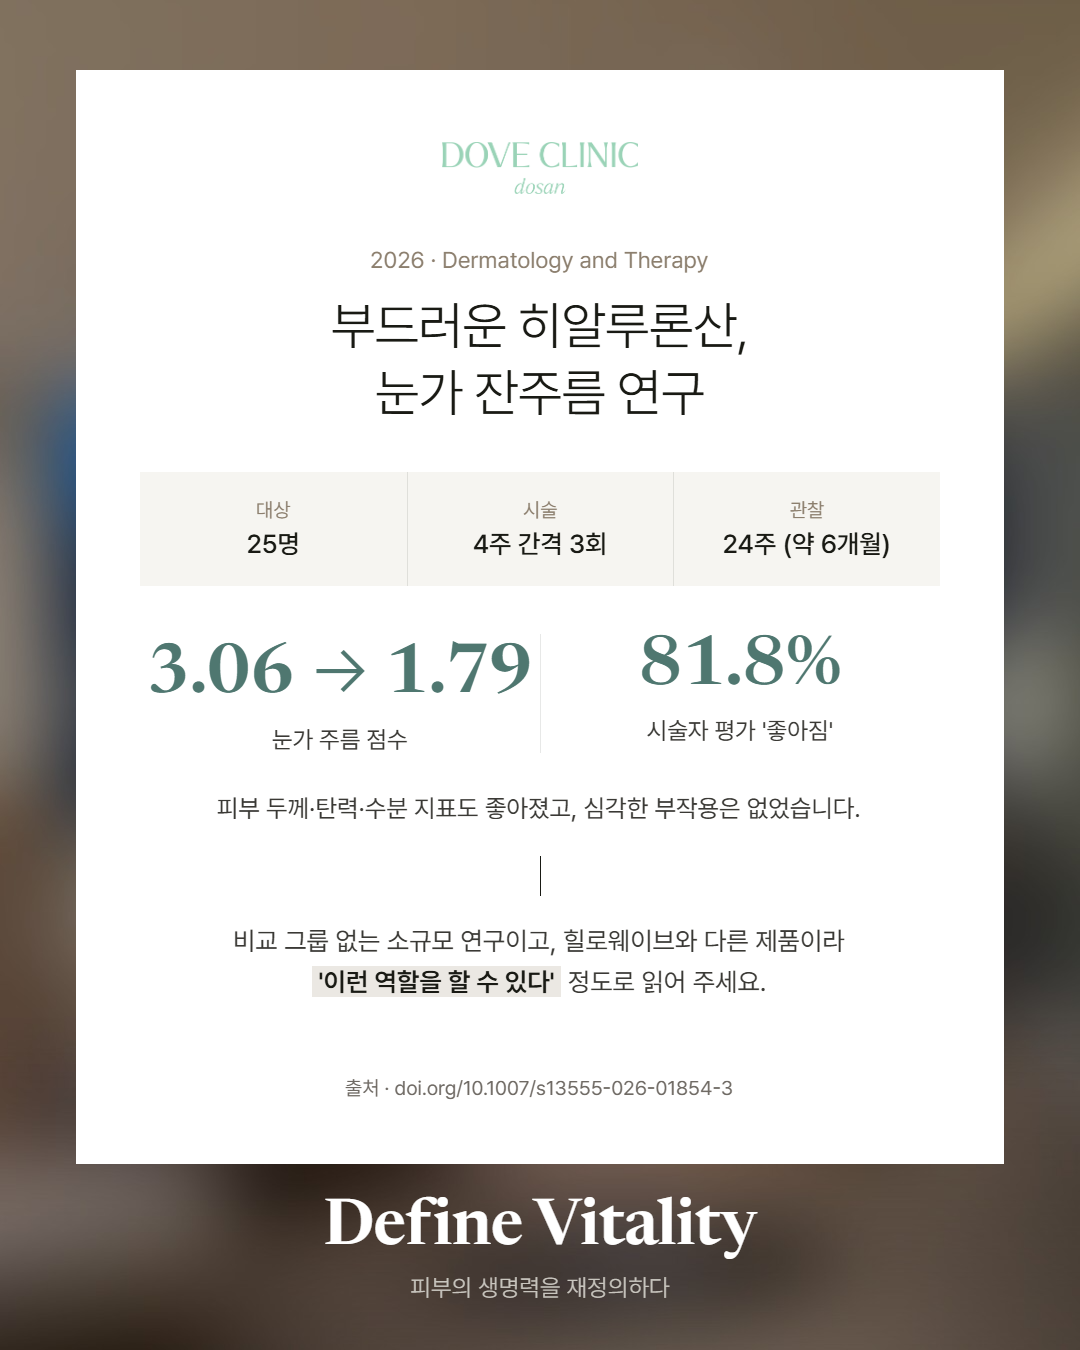 DOVE CLINIC
dosan
2026 · Dermatology and Therapy
부드러운 히알루론산,
눈가 잔주름 연구
대상
25명
시술
4주 간격 3회
관찰
24주 (약 6개월)
3.06 → 1.79
눈가 주름 점수
81.8%
시술자 평가 '좋아짐'
피부 두께·탄력·수분 지표도 좋아졌고, 심각한 부작용은 없었습니다.
비교 그룹 없는 소규모 연구이고, 힐로웨이브와 다른 제품이라
'이런 역할을 할 수 있다' 정도로 읽어 주세요.
출처 · doi.org/10.1007/s13555-026-01854-3
Define Vitality
피부의 생명력을 재정의하다